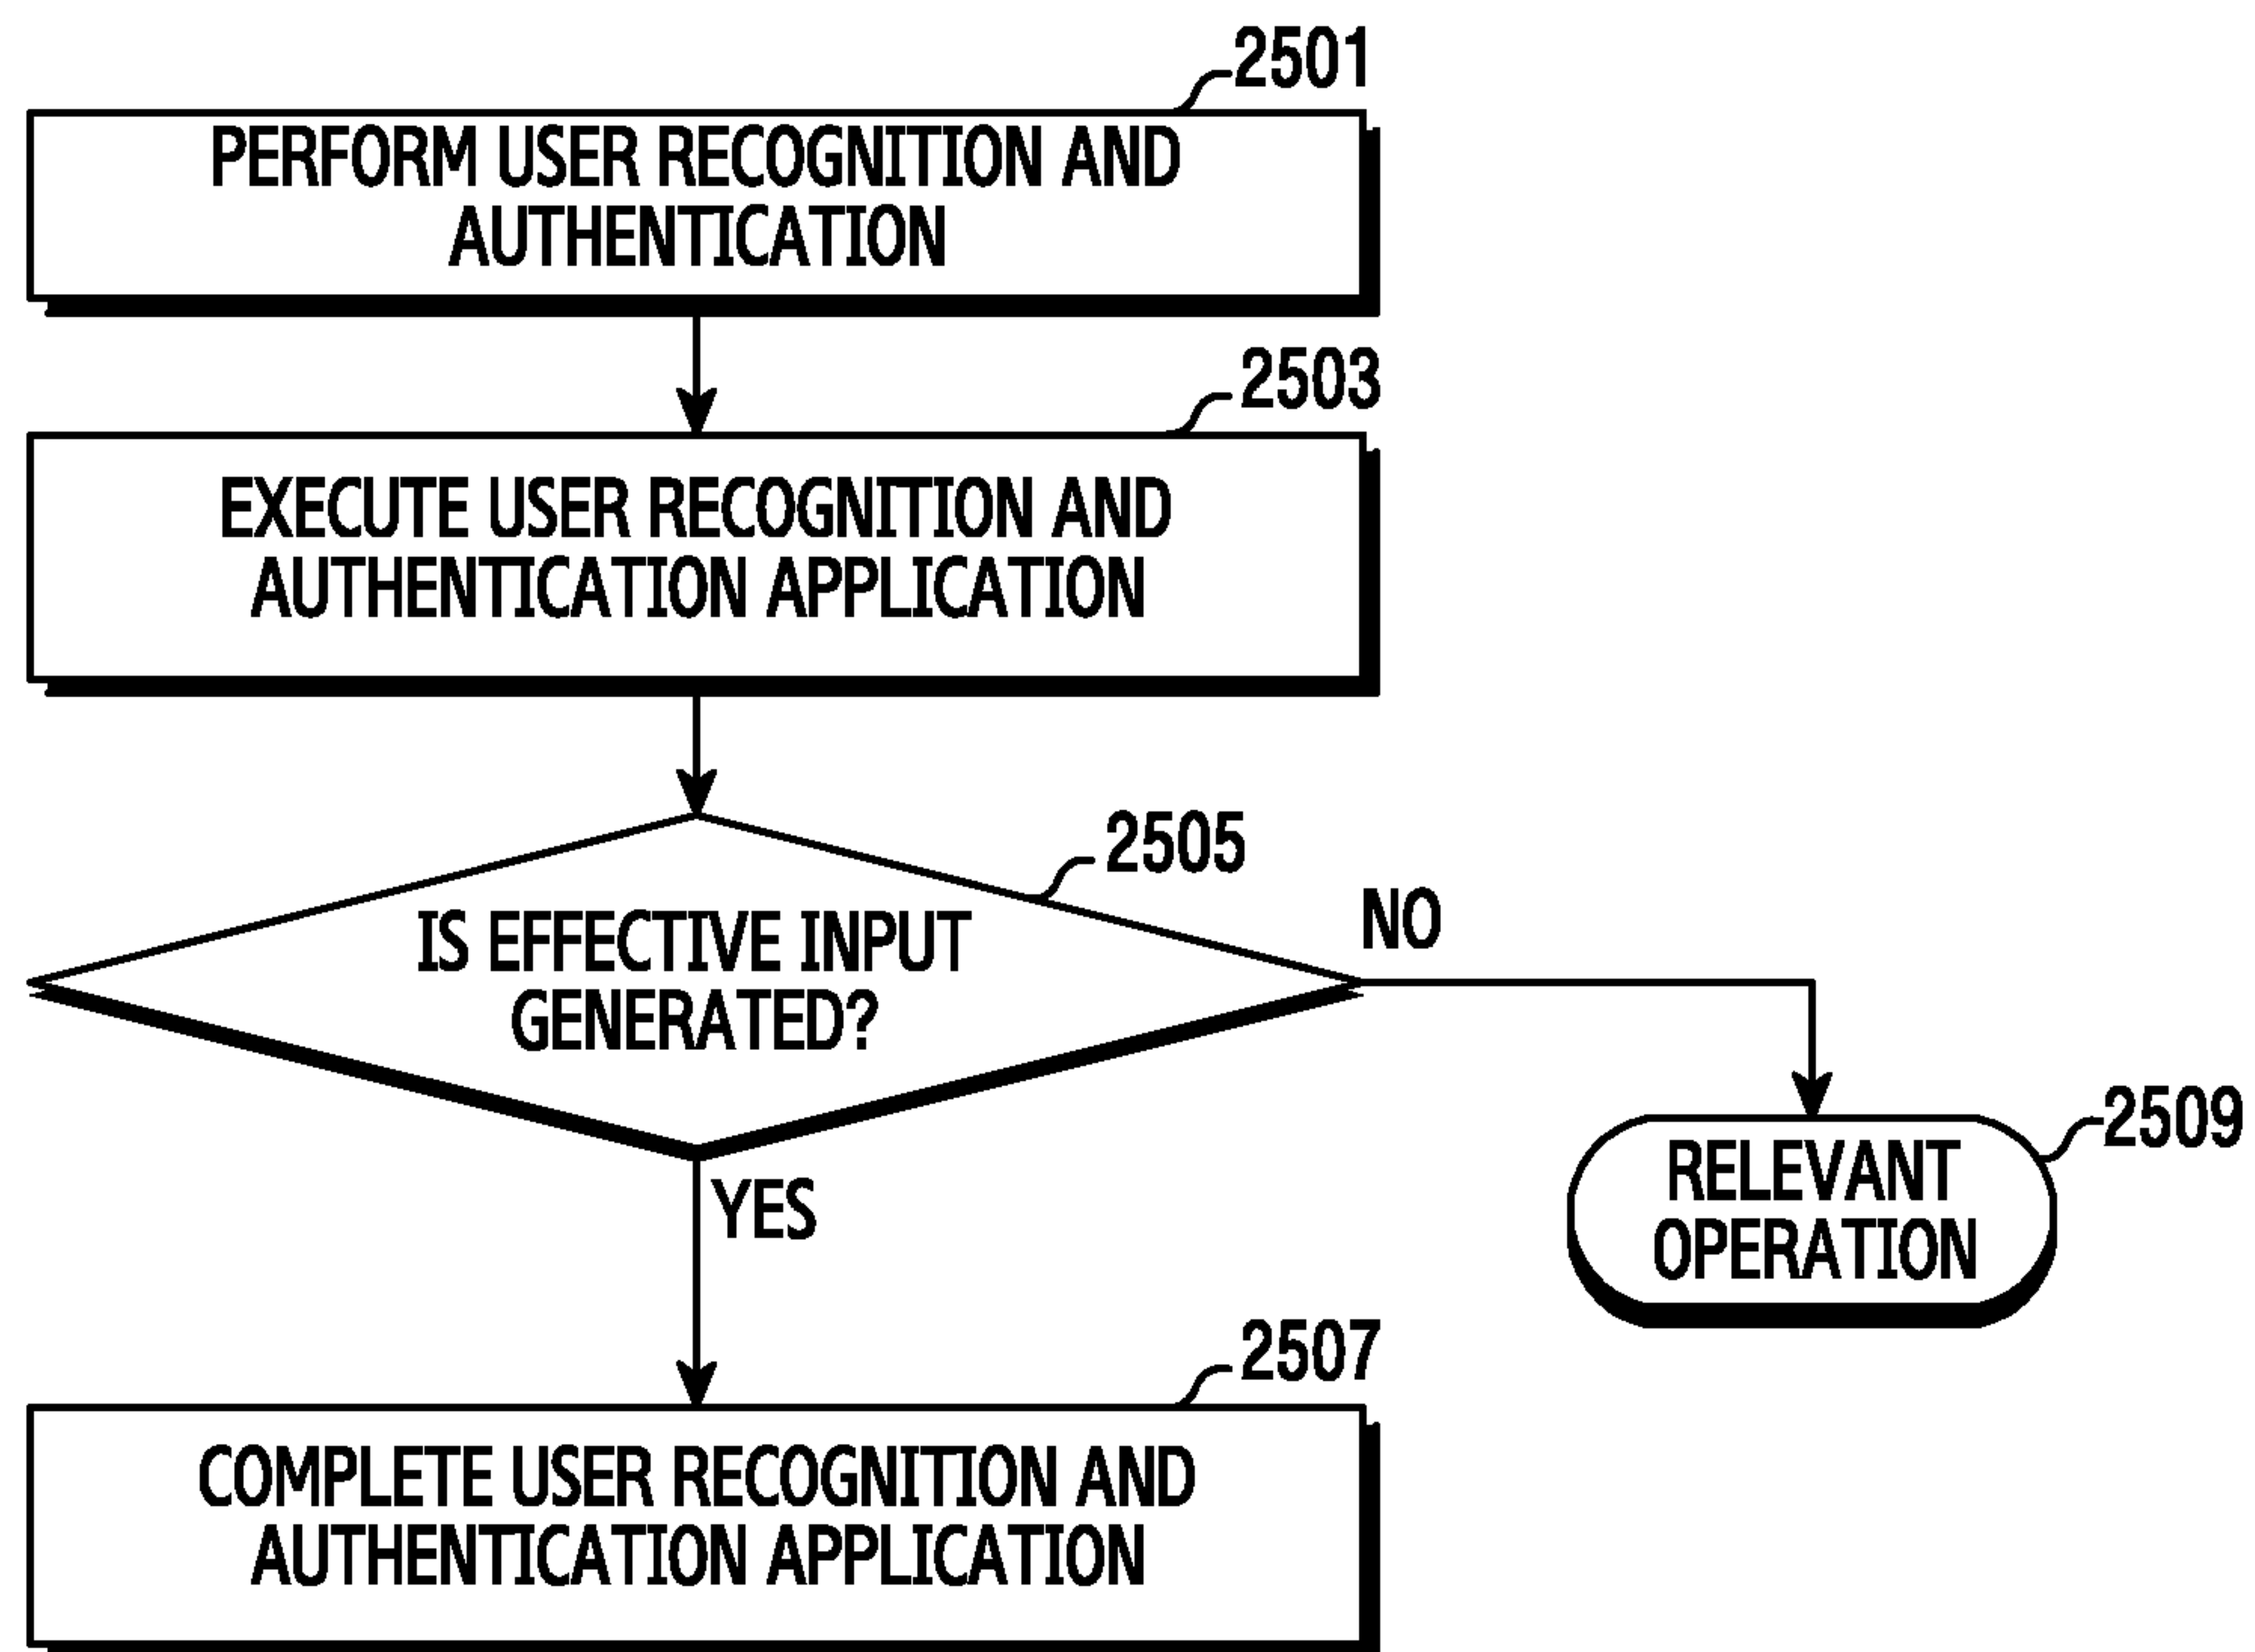 2501
PERFORM USER RECOGNITION AND
AUTHENTICATION
2503
EXECUTE USER RECOGNITION AND
AUTHENTICATION APPLICATION
2505
IS EFFECTIVE INPUT
GENERATED?
NO
2509
RELEVANT
OPERATION
YES
2507
COMPLETE USER RECOGNITION AND
AUTHENTICATION APPLICATION